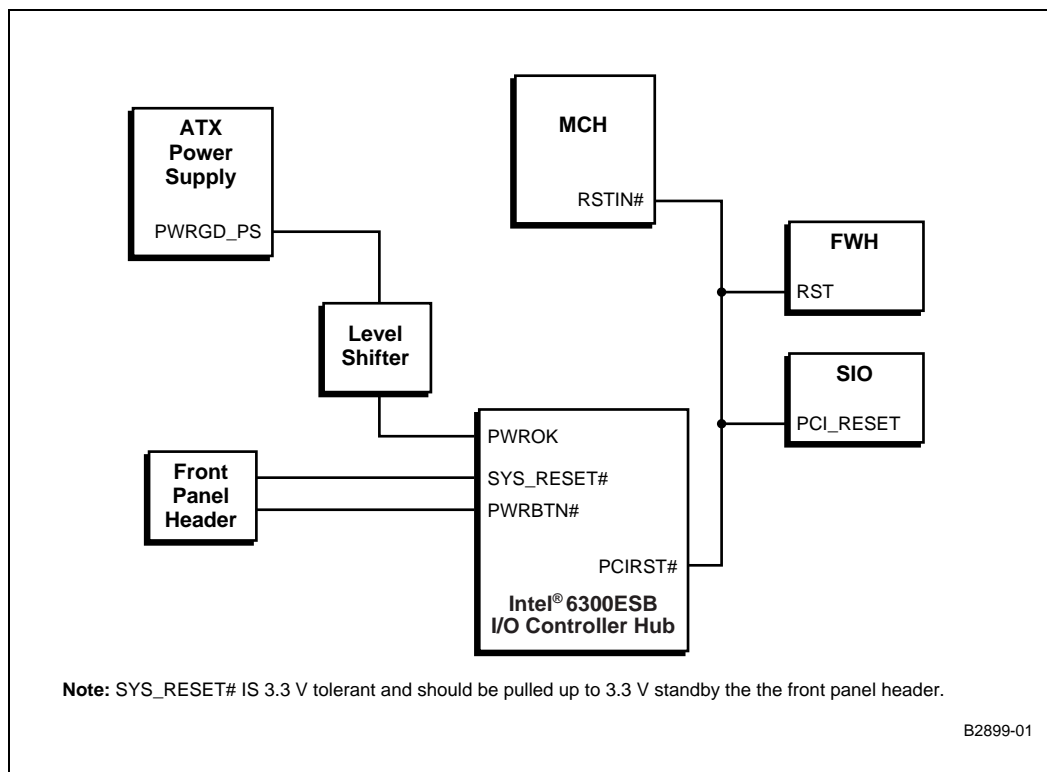 ATX
Power
Supply
PWRGD_PS
MCH
RSTIN#
FWH
RST
Level
Shifter
SIO
PCI_RESET
PWROK
SYS_RESET#
PWRBTN#
Front
Panel
Header
PCIRST#
Intel® 6300ESB
I/O Controller Hub
Note: SYS_RESET# IS 3.3 V tolerant and should be pulled up to 3.3 V standby the the front panel header.
B2899-01